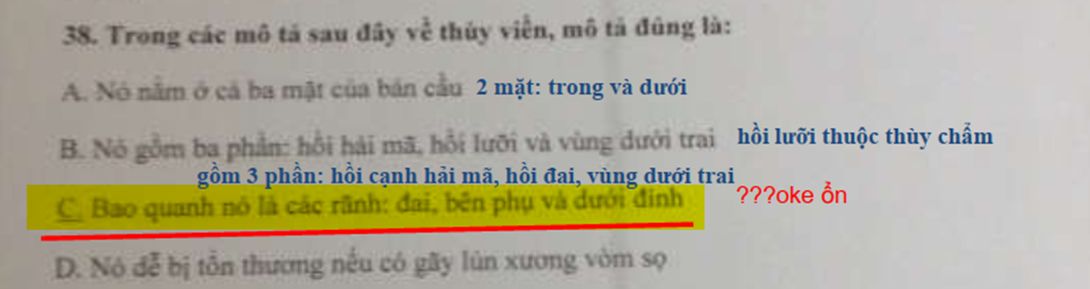 38. Trong các mô tả sau đây về thùy viền, mô tả đúng là:
A. Nó nằm ở cả ba mặt của bán cầu 2 mặt: trong và dưới
B. Nó gồm ba phần: hồi hải mã, hồi lưỡi và vùng dưới trai hồi lưỡi thuộc thùy chẩm
gồm 3 phần: hồi cạnh hải mã, hồi đai, vùng dưới trai
C. Bao quanh nó là các rãnh: đai, bên phụ và dưới đỉnh ???oke ổn
D. Nó dễ bị tổn thương nếu có gãy lún xương vòm sọ